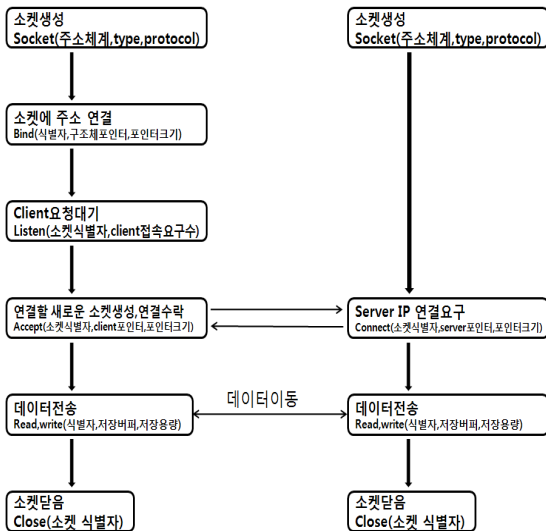 소켓생성
Socket(주소체계,type,protocol)
소켓생성
Socket(주소체계,type,protocol)
소켓에 주소 연결
Bind(식별자,구조체포인터,포인터크기)
Client요청대기
Listen(소켓식별자,client접속요구수)
연결할 새로운 소켓생성,연결수락
Accept(소켓식별자,client포인터,포인터크기)
Server IP 연결요구
Connect(소켓식별자,server포인터,포인터크기)
데이터전송
Read,write(식별자,저장버퍼,저장용량)
데이터이동
데이터전송
Read,write(식별자,저장버퍼,저장용량)
소켓닫음
Close(소켓 식별자)
소켓닫음
Close(소켓 식별자)